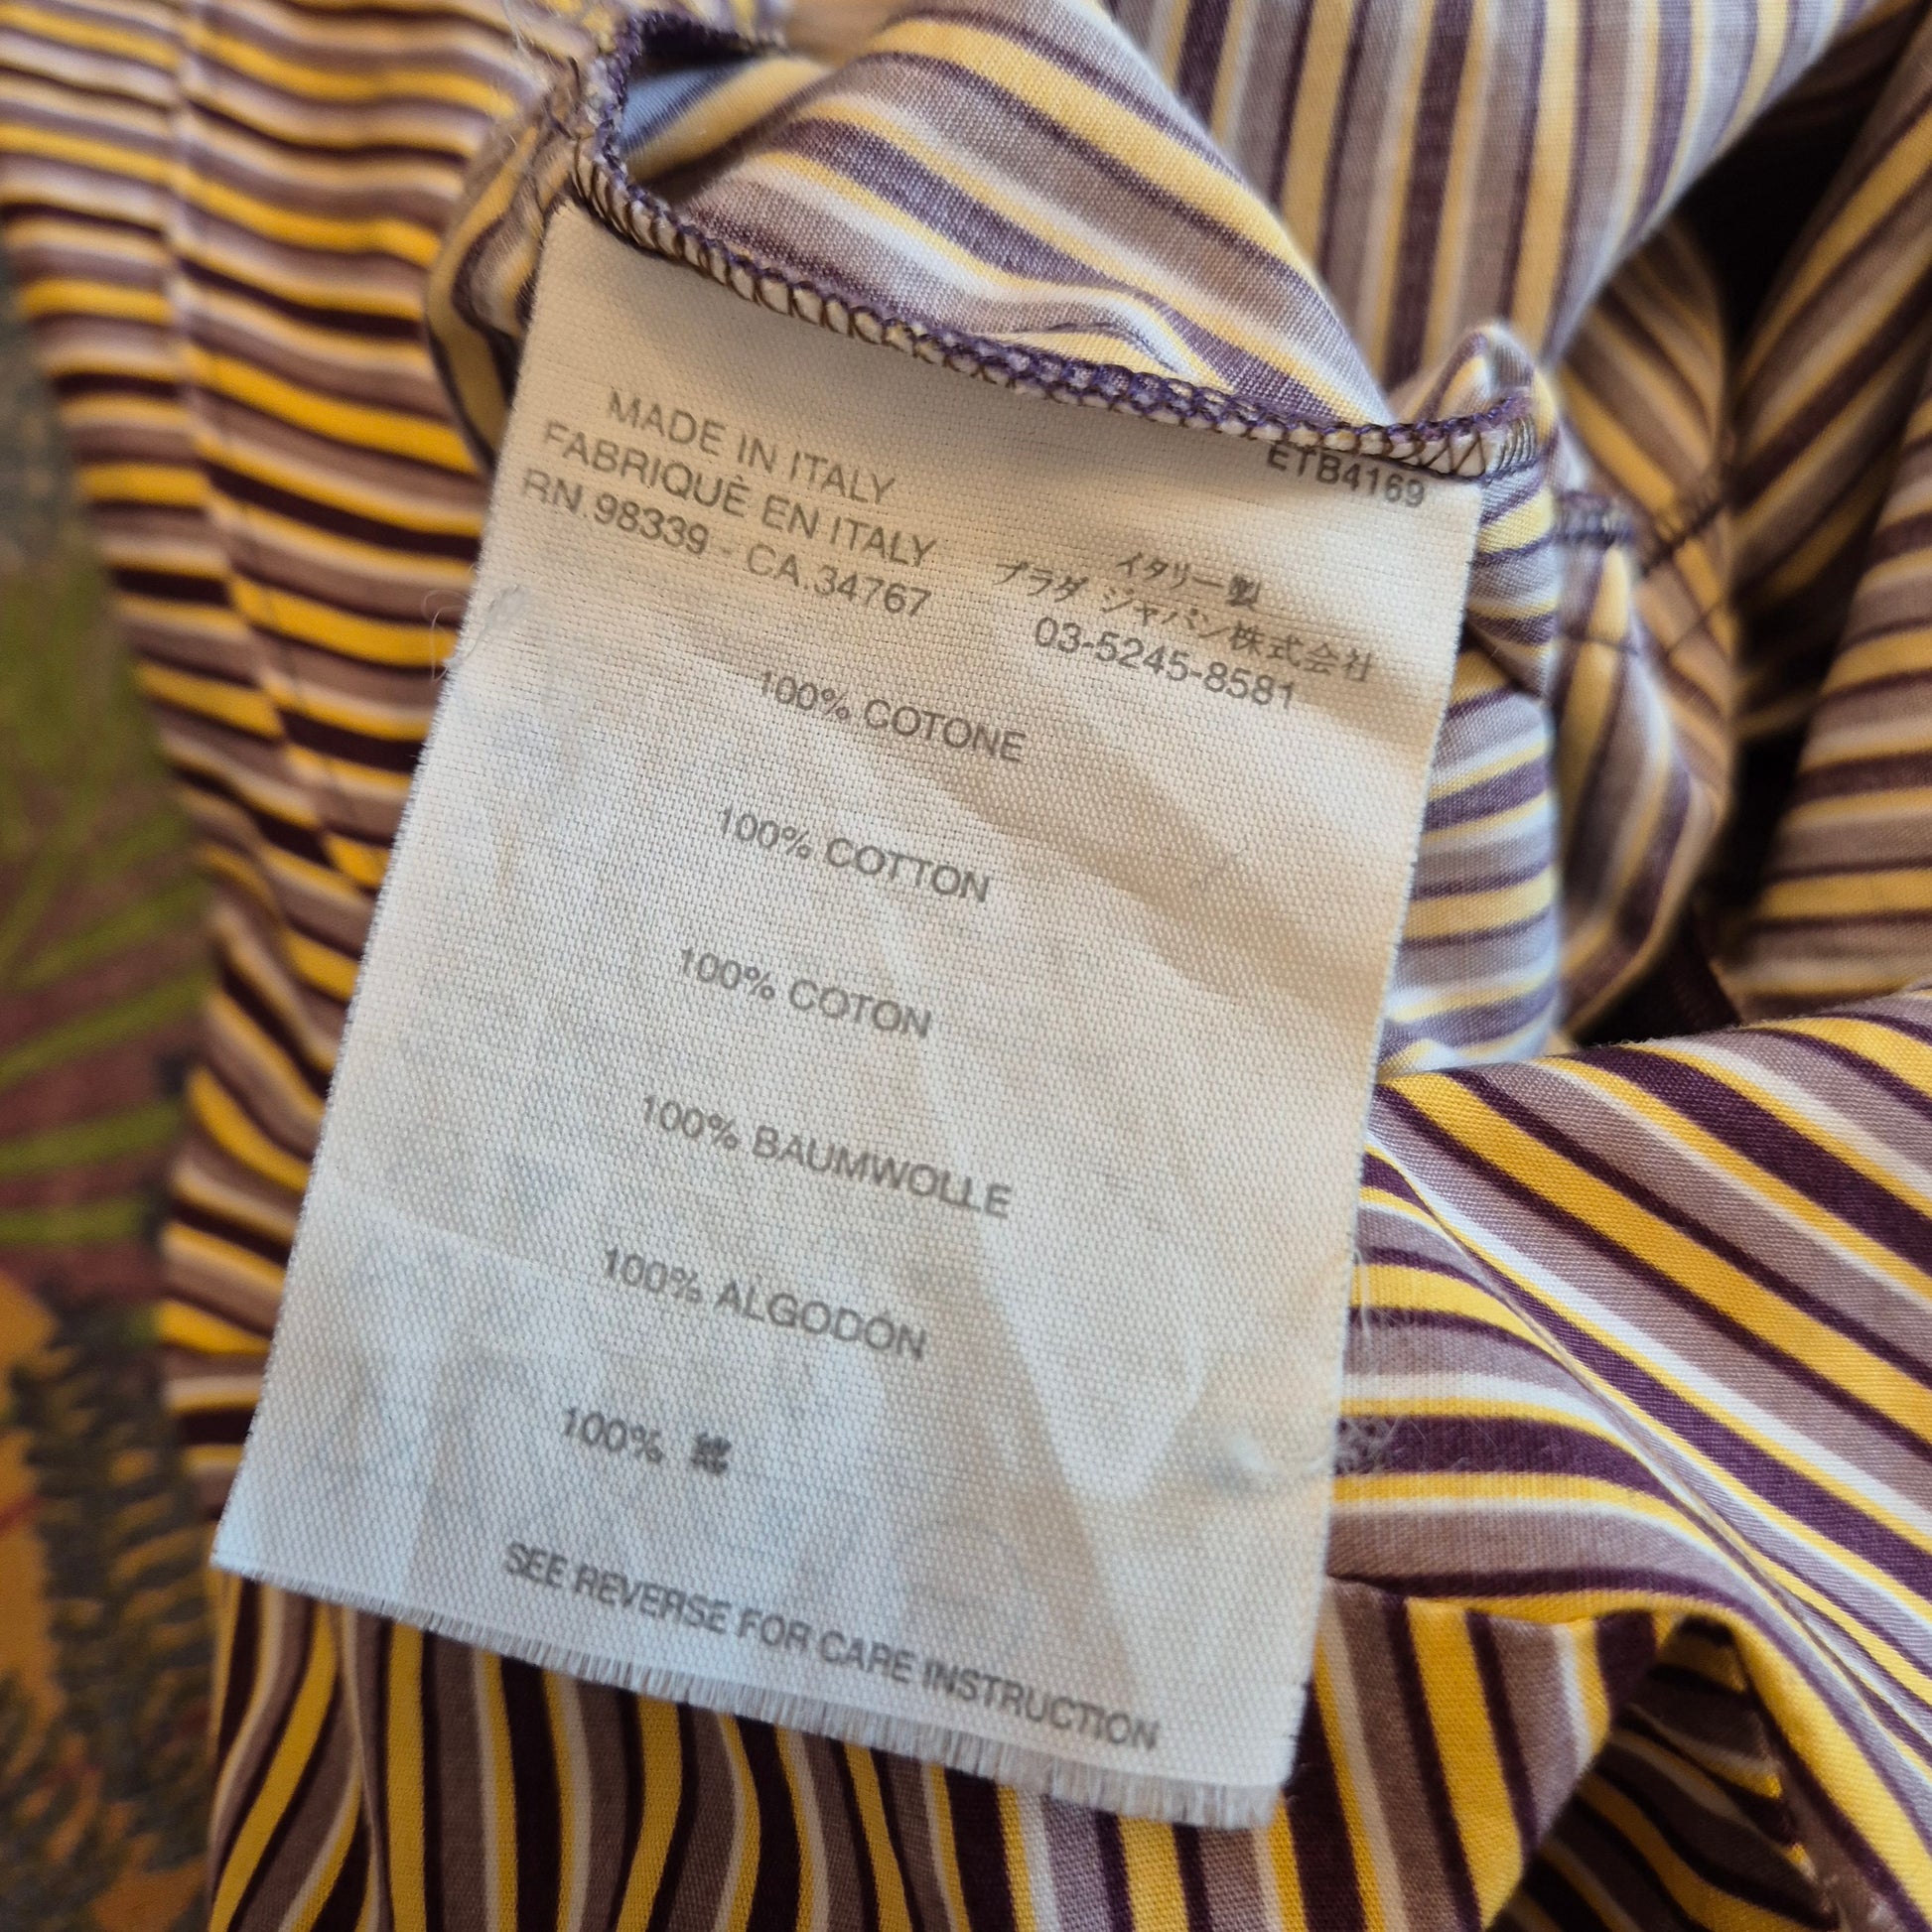 ETB4169
MADE IN ITALY
FABRIQUÈ EN ITALY
RN.98339 - CA.34767
イタリー製
プラダ ジャパン株式会社
03-5245-8581
100% COTONE
100% COTTON
100% COTON
100% BAUMWOLLE
100% ALGODÓN
100% 綿
SEE REVERSE FOR CARE INSTRUCTION